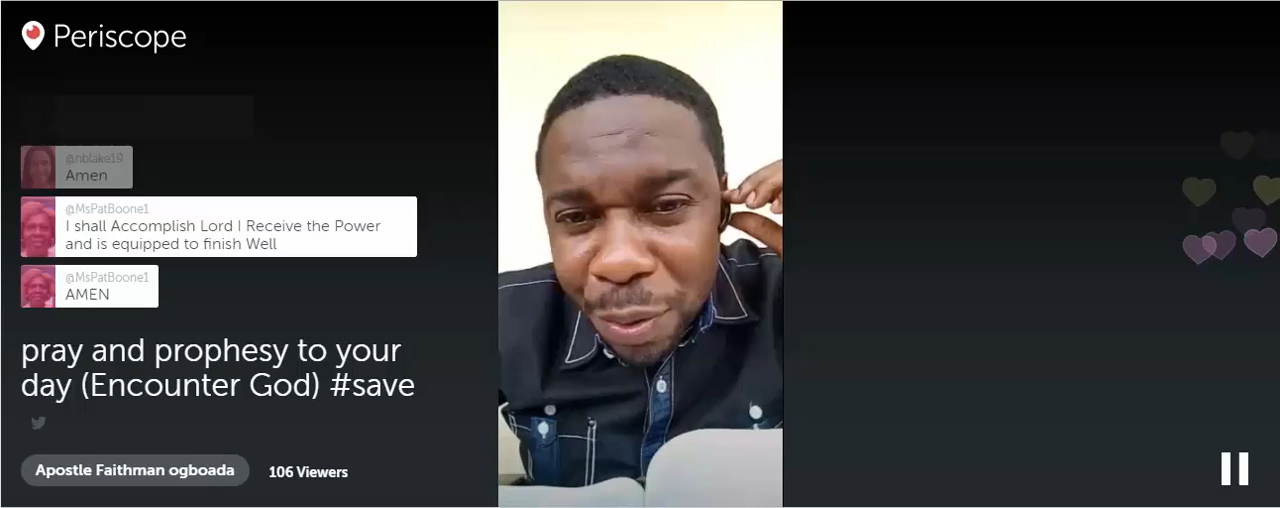 Periscope
@nblake19
Amen
@MsPatBoone1
I shall Accomplish Lord I Receive the Power
and is equipped to finish Well
@MsPatBoone1
AMEN
pray and prophesy to your
day (Encounter God) #save
Apostle Faithman ogboada
106 Viewers